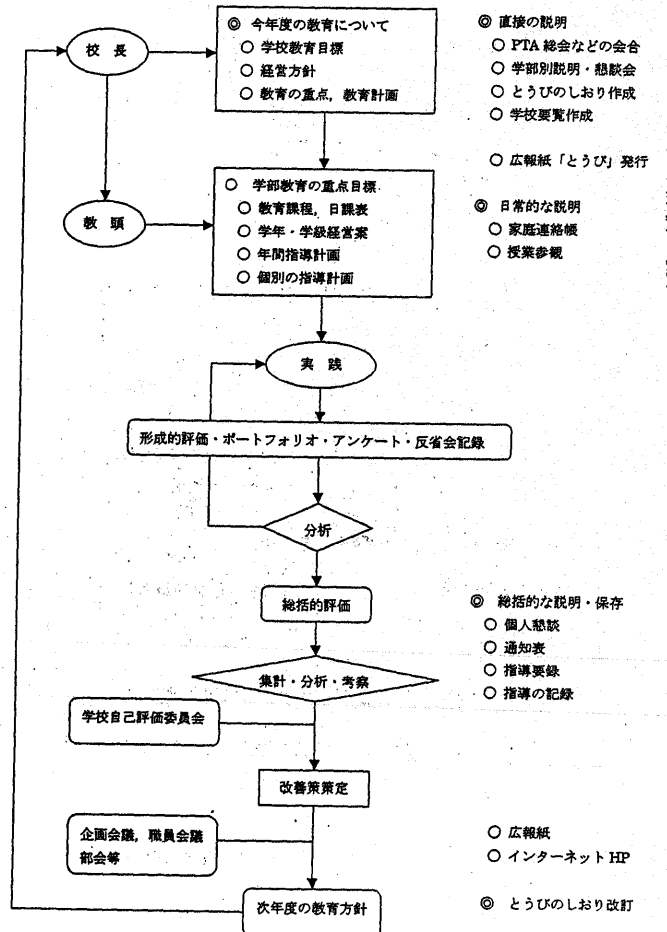 校 長
◎ 今年度の教育について
○ 学校教育目標
○ 経営方針
○ 教育の重点，教育計画
◎ 直接の説明
○ PTA 総会などの会合
○ 学部別説明・懇談会
○ とうびのしおり作成
○ 学校要覧作成
○ 広報紙「とうび」発行
教 頭
○ 学部教育の重点目標
○ 教育課程，日課表
○ 学年・学級経営案
○ 年間指導計画
○ 個別の指導計画
◎ 日常的な説明
○ 家庭連絡帳
○ 授業参観
実 践
形成的評価・ポートフォリオ・アンケート・反省会記録
分析
総括的評価
◎ 総括的な説明・保存
○ 個人懇談
○ 通知表
○ 指導要録
○ 指導の記録
集計・分析・考察
学校自己評価委員会
改善策策定
企画会議，職員会議
部会等
○ 広報紙
○ インターネット HP
次年度の教育方針
◎ とうびのしおり改訂